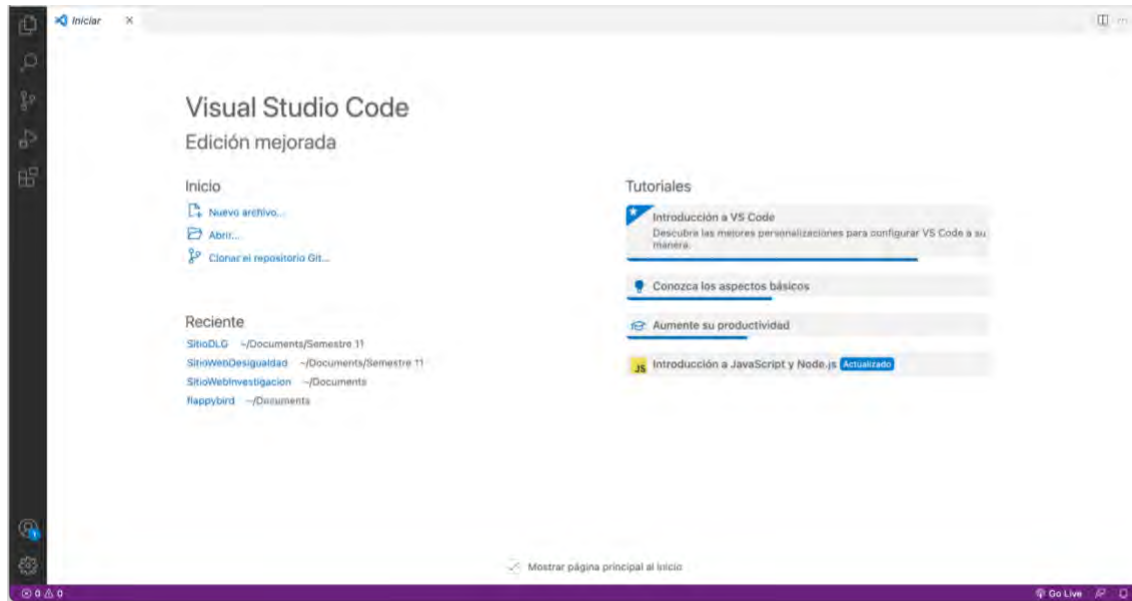 Iniciar
Visual Studio Code
Edición mejorada
Inicio
Nuevo archivo...
Abrir...
Clonar el repositorio Git...
Reciente
SitioDLG ~/Documents/Semestre 11
SitioWebDesigualdad ~/Documents/Semestre 11
SitioWebInvestigacion ~/Documents
flappybird ~/Documents
Tutoriales
Introducción a VS Code
Descubra las mejores personalizaciones para configurar VS Code a su
manera.
Conozca los aspectos básicos
Aumente su productividad
JS Introducción a JavaScript y Node.js Actualizado
Mostrar página principal al inicio
1
0 0
Go Live